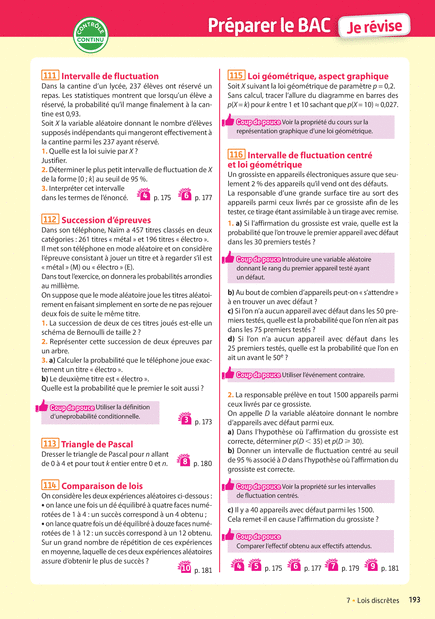 CONTRÔLE
CONTINU
Préparer le BAC
Je révise
111 Intervalle de fluctuation
Dans la cantine d'un lycée, 237 élèves ont réservé un
repas. Les statistiques montrent que lorsqu'un élève a
réservé, la probabilité qu'il mange finalement à la can-
tine est 0,93.
Soit X la variable aléatoire donnant le nombre d'élèves
supposés indépendants qui mangeront effectivement à
la cantine parmi les 237 ayant réservé.
1. Quelle est la loi suivie par X ?
Justifier.
2. Déterminer le plus petit intervalle de fluctuation de X
de la forme [0 ; k] au seuil de 95 %.
3. Interpréter cet intervalle
dans les termes de l'énoncé.
4 p. 175 6 p. 177
112 Succession d'épreuves
Dans son téléphone, Naïm a 457 titres classés en deux
catégories : 261 titres « métal » et 196 titres « électro ».
Il met son téléphone en mode aléatoire et on considère
l'épreuve consistant à jouer un titre et à regarder s'il est
« métal » (M) ou « électro » (E).
Dans tout l'exercice, on donnera les probabilités arrondies
au millième.
On suppose que le mode aléatoire joue les titres aléatoi-
rement en faisant simplement en sorte de ne pas rejouer
deux fois de suite le même titre.
1. La succession de deux de ces titres joués est-elle un
schéma de Bernoulli de taille 2 ?
2. Représenter cette succession de deux épreuves par
un arbre.
3. a) Calculer la probabilité que le téléphone joue exac-
tement un titre « électro ».
b) Le deuxième titre est « électro ».
Quelle est la probabilité que le premier le soit aussi ?
Coup de pouce Utiliser la définition
d'uneprobabilité conditionnelle.
3 p. 173
113 Triangle de Pascal
Dresser le triangle de Pascal pour n allant
de 0 à 4 et pour tout k entier entre 0 et n.
8 p. 180
114 Comparaison de lois
On considère les deux expériences aléatoires ci-dessous :
• on lance une fois un dé équilibré à quatre faces numé-
rotées de 1 à 4 : un succès correspond à un 4 obtenu ;
• on lance quatre fois un dé équilibré à douze faces numé-
rotées de 1 à 12 : un succès correspond à un 12 obtenu.
Sur un grand nombre de répétition de ces expériences
en moyenne, laquelle de ces deux expériences aléatoires
assure d'obtenir le plus de succès ?
10 p. 181
115 Loi géométrique, aspect graphique
Soit X suivant la loi géométrique de paramètre p = 0,2.
Sans calcul, tracer l'allure du diagramme en barres des
p(X = k) pour k entre 1 et 10 sachant que p(X = 10) ≈ 0,027.
Coup de pouce Voir la propriété du cours sur la
représentation graphique d'une loi géométrique.
116 Intervalle de fluctuation centré
et loi géométrique
Un grossiste en appareils électroniques assure que seu-
lement 2 % des appareils qu'il vend ont des défauts.
La responsable d'une grande surface tire au sort des
appareils parmi ceux livrés par ce grossiste afin de les
tester, ce tirage étant assimilable à un tirage avec remise.
1. a) Si l'affirmation du grossiste est vraie, quelle est la
probabilité que l'on trouve le premier appareil avec défaut
dans les 30 premiers testés ?
Coup de pouce Introduire une variable aléatoire
donnant le rang du premier appareil testé ayant
un défaut.
b) Au bout de combien d'appareils peut-on « s'attendre »
à en trouver un avec défaut ?
c) Si l'on n'a aucun appareil avec défaut dans les 50 pre-
miers testés, quelle est la probabilité que l'on n'en ait pas
dans les 75 premiers testés ?
d) Si l'on n'a aucun appareil avec défaut dans les
25 premiers testés, quelle est la probabilité que l'on en
ait un avant le 50e ?
Coup de pouce Utiliser l'événement contraire.
2. La responsable prélève en tout 1500 appareils parmi
ceux livrés par ce grossiste.
On appelle D la variable aléatoire donnant le nombre
d'appareils avec défaut parmi eux.
a) Dans l'hypothèse où l'affirmation du grossiste est
correcte, déterminer p(D < 35) et p(D ⩾ 30).
b) Donner un intervalle de fluctuation centré au seuil
de 95 % associé à D dans l'hypothèse où l'affirmation du
grossiste est correcte.
Coup de pouce Voir la propriété sur les intervalles
de fluctuation centrés.
c) Il y a 40 appareils avec défaut parmi les 1500.
Cela remet-il en cause l'affirmation du grossiste ?
Coup de pouce
Comparer l'effectif obtenu aux effectifs attendus.
4 5 p. 175 6 p. 177 7 p. 179 9 p. 181
7 • Lois discrètes 193